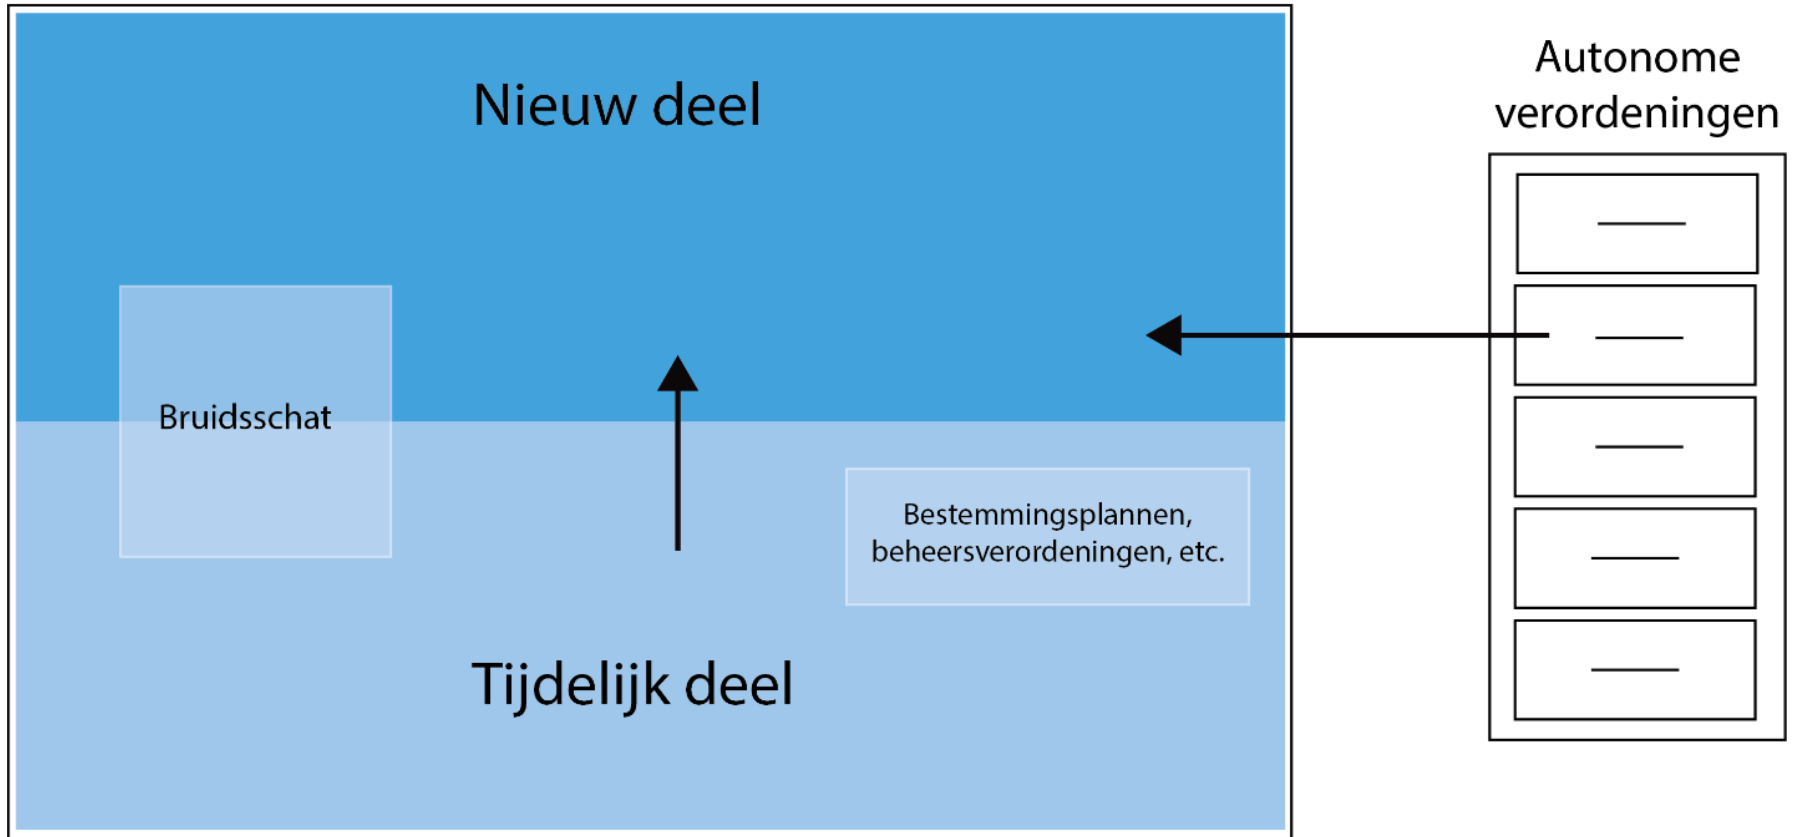 Nieuw deel
Autonome
verordeningen
Bruidsschat
Bestemmingsplannen,
beheersverordeningen, etc.
Tijdelijk deel